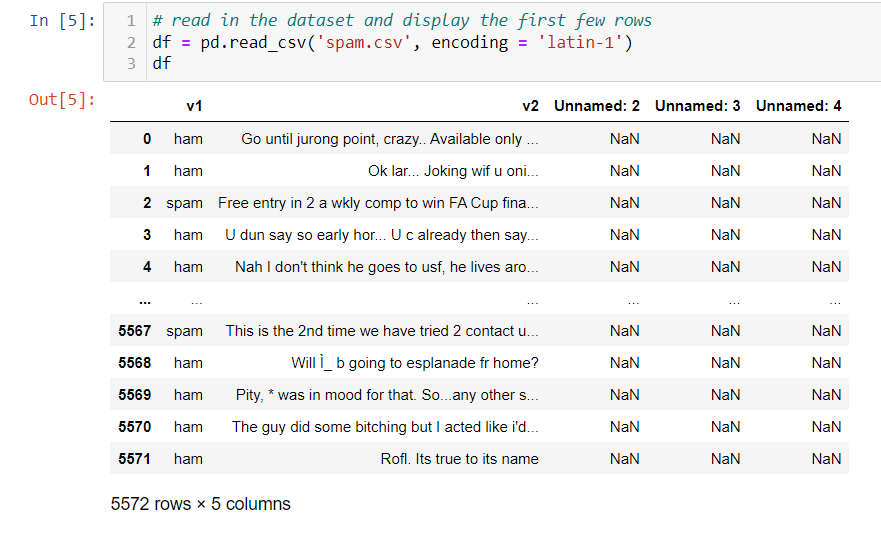 In [5]: 1 # read in the dataset and display the first few rows
2 df = pd.read_csv('spam.csv', encoding = 'latin-1')
3 df
Out[5]:
v1 v2 Unnamed: 2 Unnamed: 3 Unnamed: 4
0 ham Go until jurong point, crazy.. Available only ... NaN NaN NaN
1 ham Ok lar... Joking wif u oni... NaN NaN NaN
2 spam Free entry in 2 a wkly comp to win FA Cup fina... NaN NaN NaN
3 ham U dun say so early hor... U c already then say... NaN NaN NaN
4 ham Nah I don't think he goes to usf, he lives aro... NaN NaN NaN
... ... ... ... ... ...
5567 spam This is the 2nd time we have tried 2 contact u... NaN NaN NaN
5568 ham Will Ì_ b going to esplanade fr home? NaN NaN NaN
5569 ham Pity, * was in mood for that. So...any other s... NaN NaN NaN
5570 ham The guy did some bitching but I acted like i'd... NaN NaN NaN
5571 ham Rofl. Its true to its name NaN NaN NaN
5572 rows × 5 columns